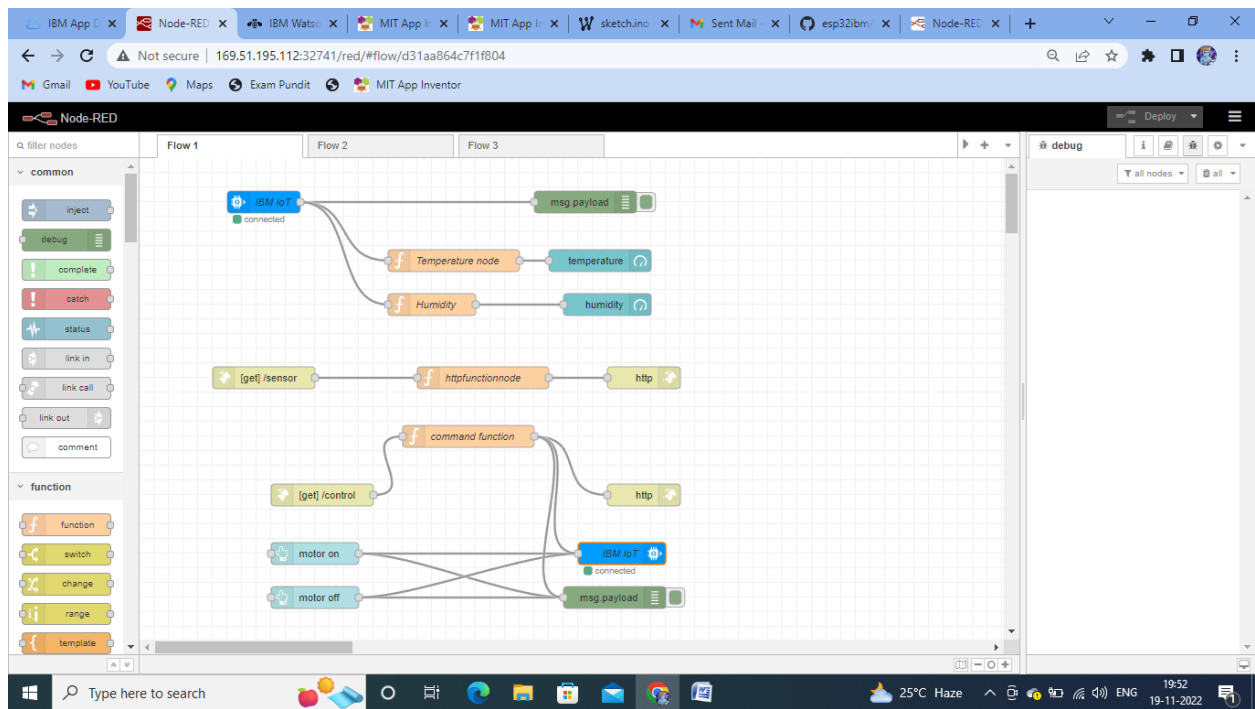 IBM App D
Node-RED
IBM Watso
MIT App In
MIT App In
sketch.ino
Sent Mail -
esp32ibm/
Node-RED
Not secure | 169.51.195.112:32741/red/#flow/d31aa864c7f1f804
Gmail YouTube Maps Exam Pundit MIT App Inventor
Node-RED
Deploy
filter nodes
Flow 1 Flow 2 Flow 3
debug
i
all nodes
all
common
inject
debug
complete
catch
status
link in
link call
link out
comment
function
function
switch
change
range
template
IBM IoT
connected
msg.payload
Temperature node
temperature
Humidity
humidity
[get] /sensor
httpfunctionnode
http
command function
[get] /control
http
motor on
IBM IoT
connected
motor off
msg.payload
Type here to search
25°C Haze
ENG
19:52
19-11-2022
1